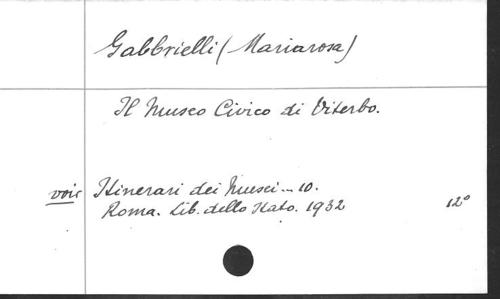 Gabbrielli (Mariarosa)
Il Museo Civico di Viterbo.
voir Itinerari dei Musei... 10.
Roma. Lib. dello Stato. 1932 12°